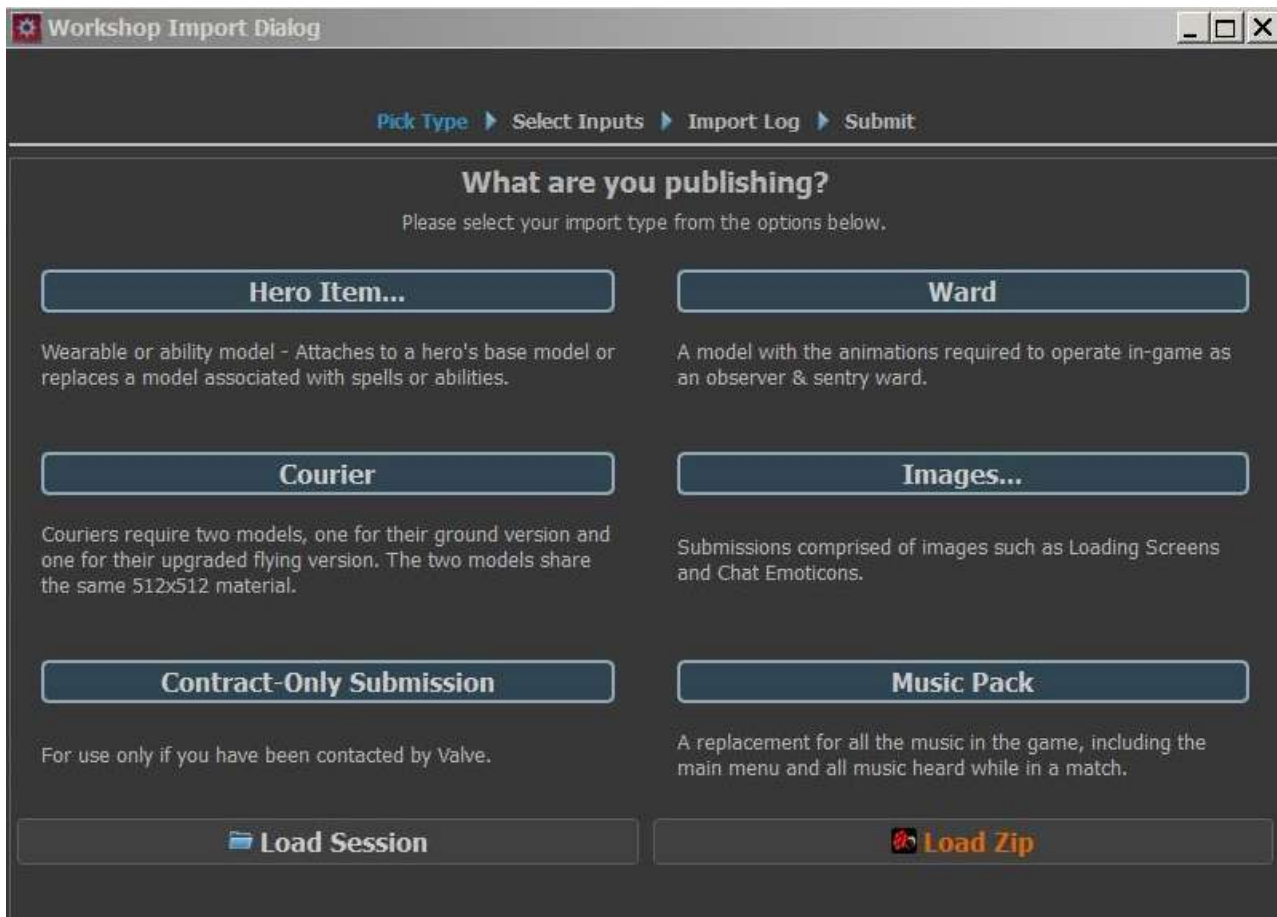 Workshop Import Dialog
Pick Type Select Inputs Import Log Submit
What are you publishing?
Please select your import type from the options below.
Hero Item...
Wearable or ability model - Attaches to a hero's base model or
replaces a model associated with spells or abilities.
Ward
A model with the animations required to operate in-game as
an observer & sentry ward.
Courier
Couriers require two models, one for their ground version and
one for their upgraded flying version. The two models share
the same 512x512 material.
Images...
Submissions comprised of images such as Loading Screens
and Chat Emoticons.
Contract-Only Submission
For use only if you have been contacted by Valve.
Music Pack
A replacement for all the music in the game, including the
main menu and all music heard while in a match.
Load Session
Load Zip